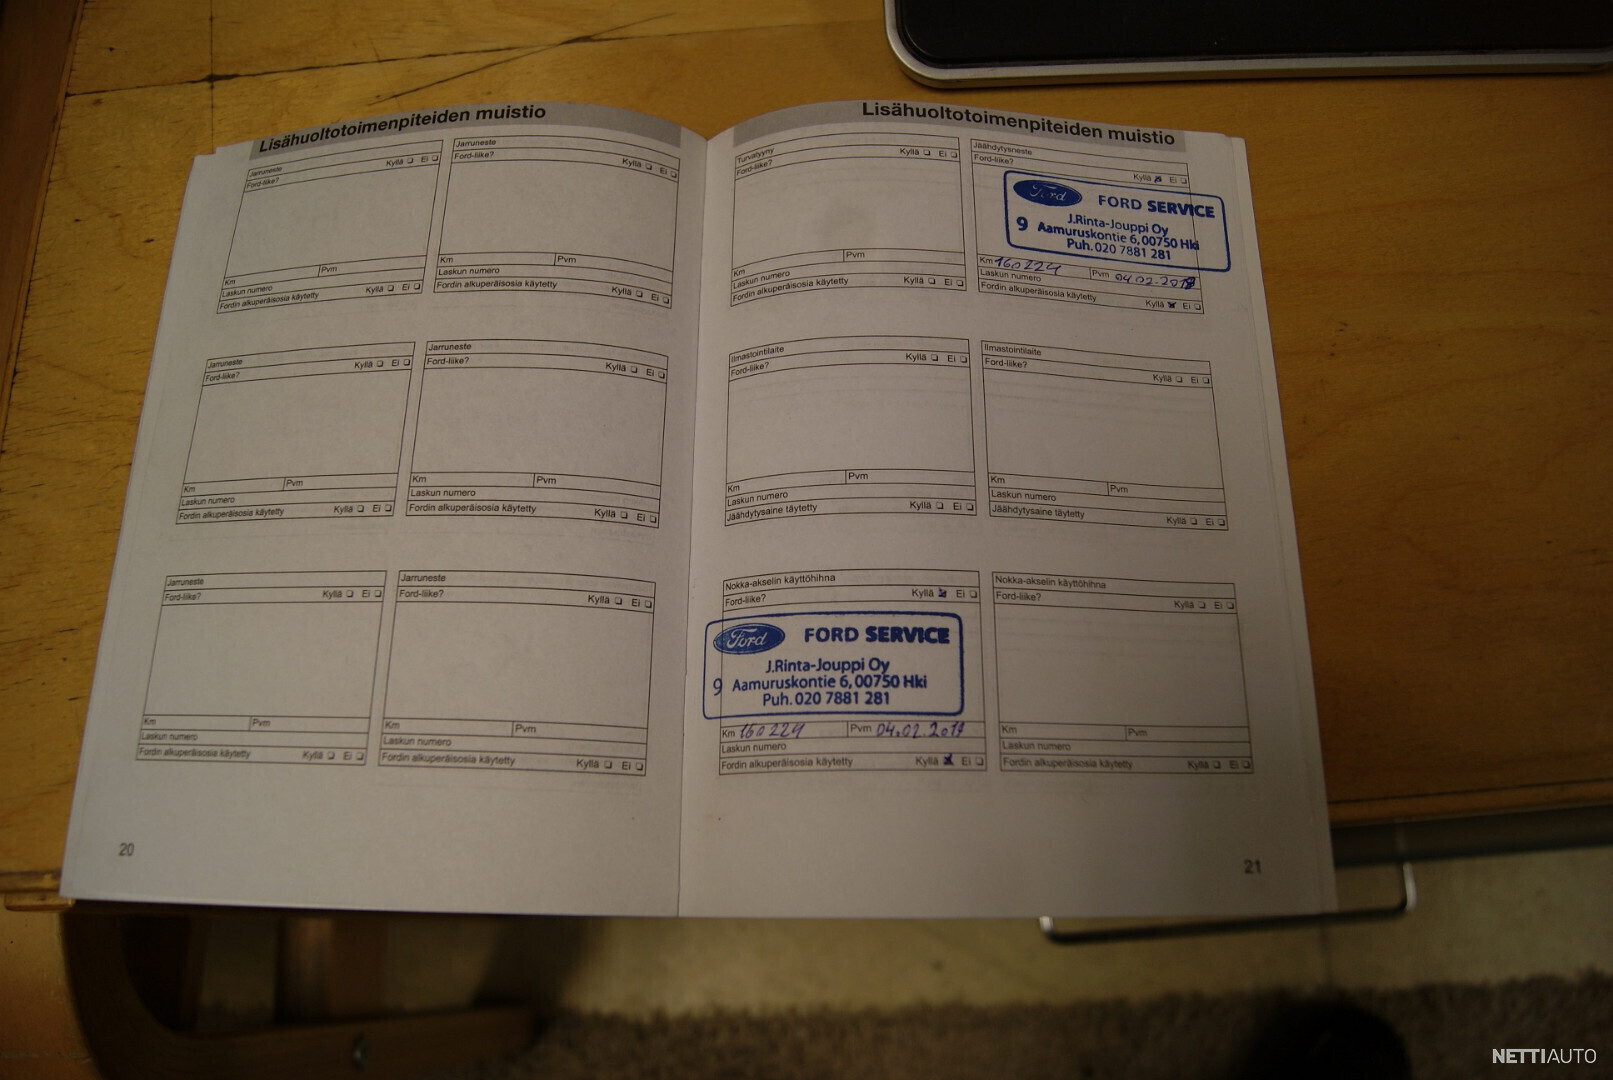 Lisähuoltotoimenpiteiden muistio
Jarruneste
Ford-liike? Kyllä Ei
Km Pvm
Laskun numero
Fordin alkuperäisosia käytetty Kyllä Ei
Jarruneste
Ford-liike? Kyllä Ei
Km Pvm
Laskun numero
Fordin alkuperäisosia käytetty Kyllä Ei
Jarruneste
Ford-liike? Kyllä Ei
Km Pvm
Laskun numero
Fordin alkuperäisosia käytetty Kyllä Ei
Jarruneste
Ford-liike? Kyllä Ei
Km Pvm
Laskun numero
Fordin alkuperäisosia käytetty Kyllä Ei
Jarruneste
Ford-liike? Kyllä Ei
Km Pvm
Laskun numero
Fordin alkuperäisosia käytetty Kyllä Ei
Jarruneste
Ford-liike? Kyllä Ei
Km Pvm
Laskun numero
Fordin alkuperäisosia käytetty Kyllä Ei
20
Lisähuoltotoimenpiteiden muistio
Turvatyyny
Ford-liike? Kyllä Ei
Km Pvm
Laskun numero
Fordin alkuperäisosia käytetty Kyllä Ei
Jäähdytysneste
Ford-liike?
Kyllä Ei
Ford FORD SERVICE
J.Rinta-Jouppi Oy
9 Aamuruskontie 6, 00750 Hki
Puh. 020 7881 281
Km 160224 Pvm 04.02.2019
Laskun numero
Fordin alkuperäisosia käytetty
Kyllä Ei
Ilmastointilaite
Ford-liike? Kyllä Ei
Km Pvm
Laskun numero
Jäähdytysaine täytetty Kyllä Ei
Ilmastointilaite
Ford-liike?
Kyllä Ei
Km Pvm
Laskun numero
Jäähdytysaine täytetty
Kyllä Ei
Nokka-akselin käyttöhihna
Ford-liike? Kyllä Ei
Ford FORD SERVICE
J.Rinta-Jouppi Oy
9 Aamuruskontie 6, 00750 Hki
Puh. 020 7881 281
Km 160224 Pvm 04.02.2019
Laskun numero
Fordin alkuperäisosia käytetty Kyllä Ei
Nokka-akselin käyttöhihna
Ford-liike? Kyllä Ei
Km Pvm
Laskun numero
Fordin alkuperäisosia käytetty Kyllä Ei
21
NETTIAUTO